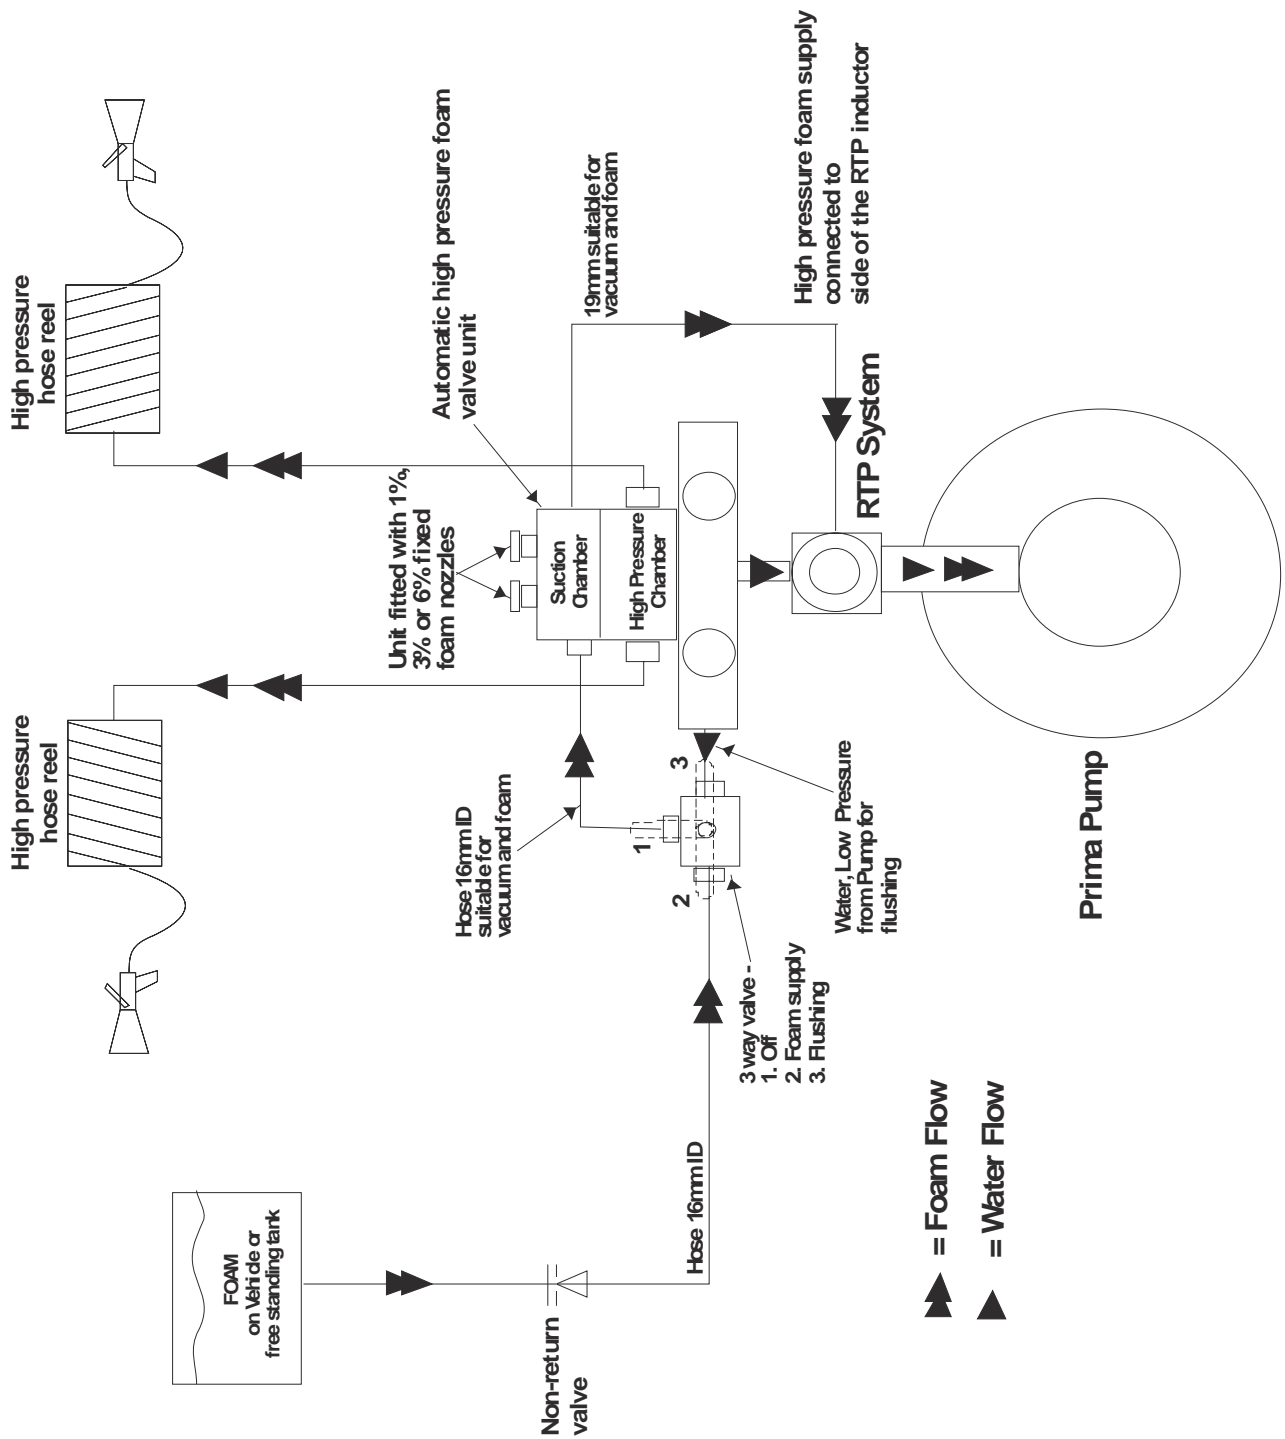 High pressure
hose reel
High pressure
hose reel
Automatic high pressure foam
valve unit
Unit fitted with 1%,
3% or 6% fixed
foam nozzles
19mm suitable for
vacuum and foam
High pressure foam supply
connected to
side of the RTP inductor
Suction
Chamber
High Pressure
Chamber
RTP System
Hose 16mm ID
suitable for
vacuum and foam
1
2
3
Water, Low Pressure
from Pump for
flushing
3 way valve -
1. Off
2. Foam supply
3. Flushing
Prima Pump
FOAM
on Vehicle or
free standing tank
Non-return
valve
Hose 16mm ID
= Foam Flow
= Water Flow